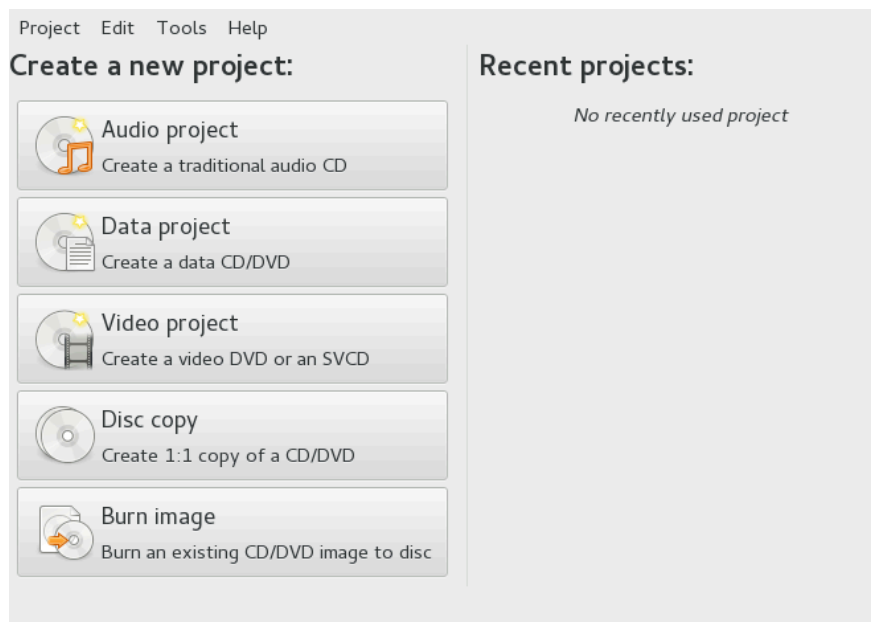 Project Edit Tools Help
Create a new project:
Audio project
Create a traditional audio CD
Data project
Create a data CD/DVD
Video project
Create a video DVD or an SVCD
Disc copy
Create 1:1 copy of a CD/DVD
Burn image
Burn an existing CD/DVD image to disc
Recent projects:
No recently used project